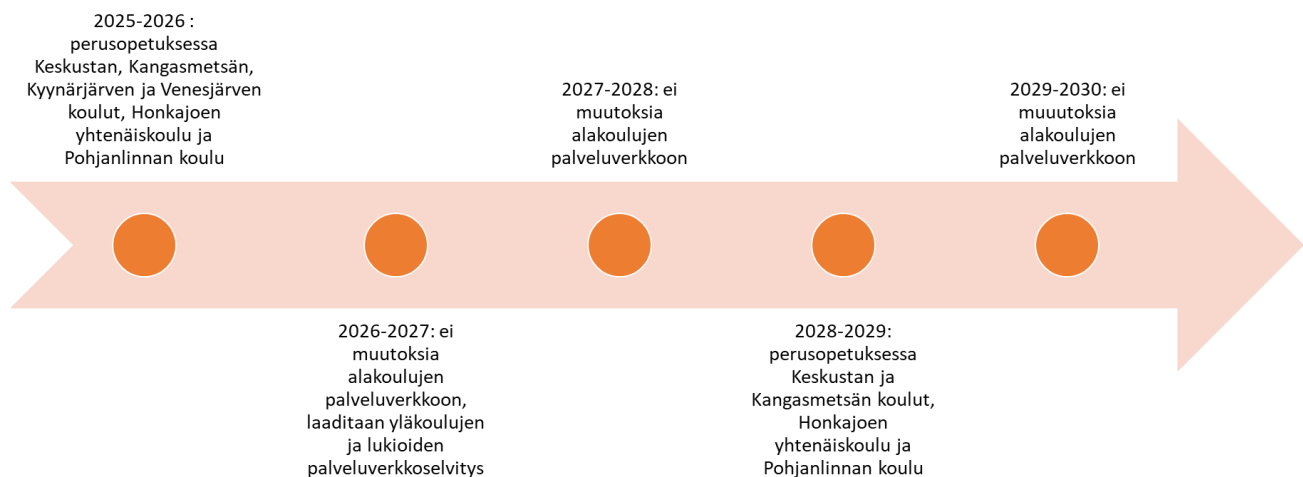 2025-2026 :
perusopetuksessa
Keskustan, Kangasmetsän,
Kyynärjärven ja Venesjärven
koulut, Honkajoen
yhtenäiskoulu ja
Pohjanlinnan koulu
2026-2027: ei
muutoksia
alakoulujen
palveluverkkoon,
laaditaan yläkoulujen
ja lukioiden
palveluverkkoselvitys
2027-2028: ei
muutoksia
alakoulujen
palveluverkkoon
2028-2029:
perusopetuksessa
Keskustan ja
Kangasmetsän koulut,
Honkajoen
yhtenäiskoulu ja
Pohjanlinnan koulu
2029-2030: ei
muuutoksia
alakoulujen
palveluverkkoon